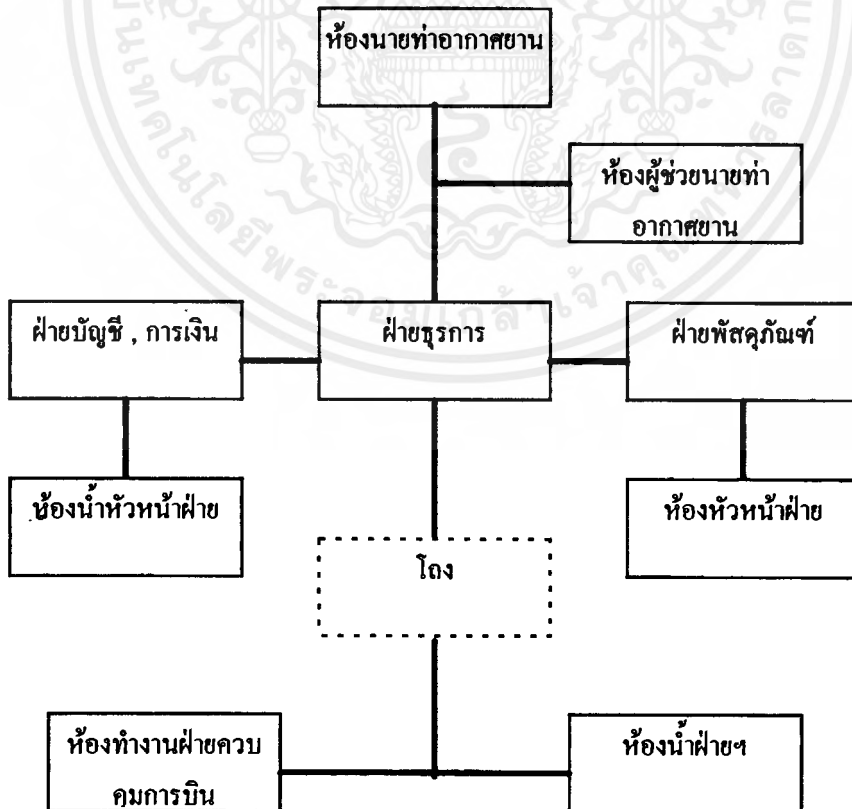 ห้องนายท่าอากาศยาน
ห้องผู้ช่วยนายท่า
อากาศยาน
ฝ่ายบัญชี , การเงิน
ฝ่ายธุรการ
ฝ่ายพัสดุภัณฑ์
ห้องน้ำหัวหน้าฝ่าย
ห้องหัวหน้าฝ่าย
โถง
ห้องทำงานฝ่ายควบ
คุมการบิน
ห้องน้ำฝ่ายฯ